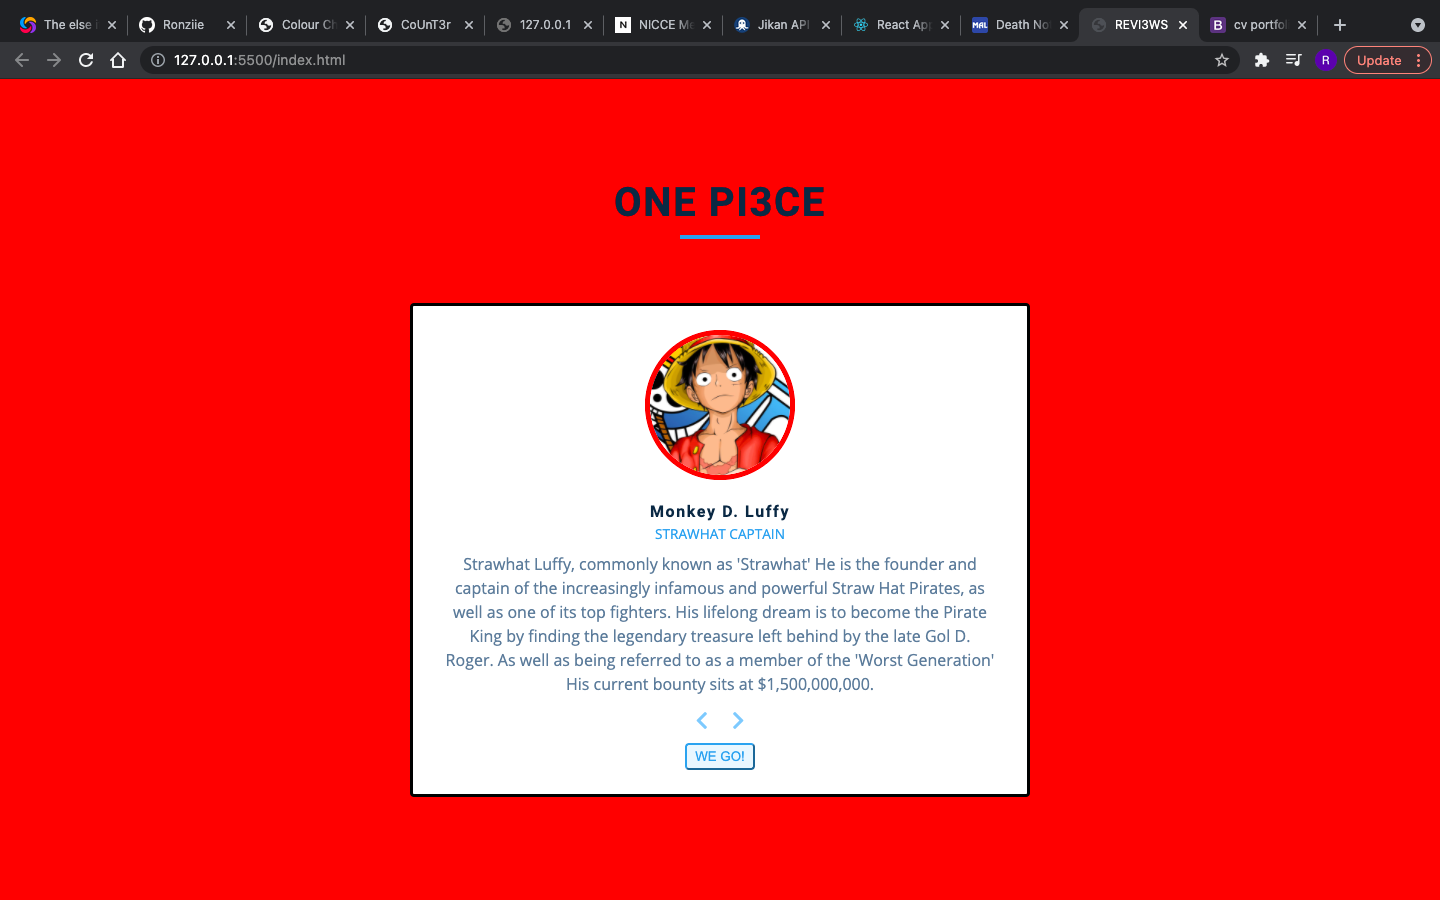 The else i
Ronziie
Colour Ch
CoUnT3r
127.0.0.1
NICCE Me
Jikan API
React App
MAL
Death No
REVI3WS
cv portfol
127.0.0.1:5500/index.html
R
Update
ONE PI3CE
Monkey D. Luffy
STRAWHAT CAPTAIN
Strawhat Luffy, commonly known as 'Strawhat' He is the founder and
captain of the increasingly infamous and powerful Straw Hat Pirates, as
well as one of its top fighters. His lifelong dream is to become the Pirate
King by finding the legendary treasure left behind by the late Gol D.
Roger. As well as being referred to as a member of the 'Worst Generation'
His current bounty sits at $1,500,000,000.
WE GO!